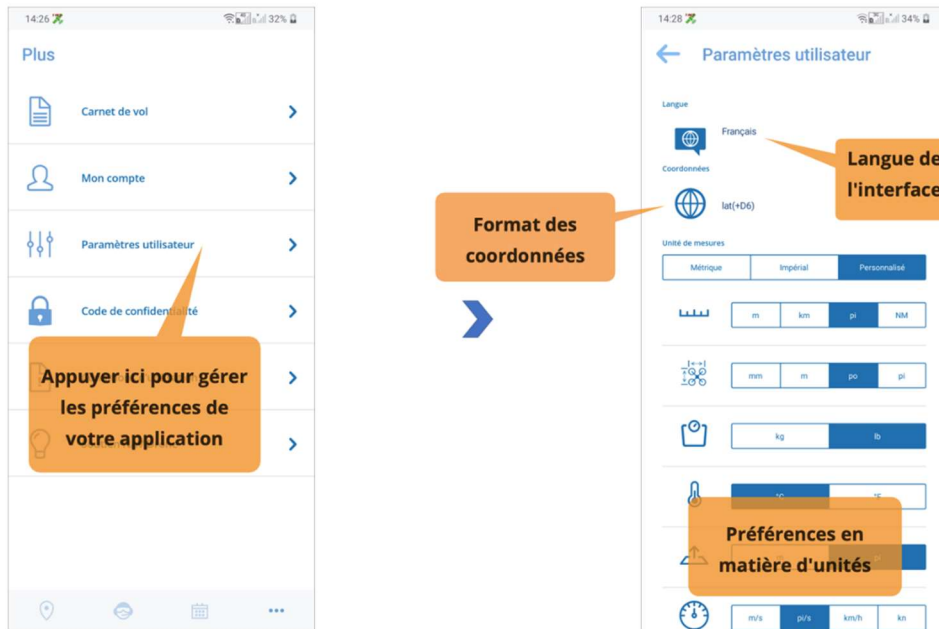 14:26
32%
Plus
Carnet de vol
Mon compte
Paramètres utilisateur
Code de confidentialité
Appuyer ici pour gérer
les préférences de
votre application
Format des
coordonnées
14:28
34%
Paramètres utilisateur
Langue
Français
Langue de
l'interface
Coordonnées
lat(+D6)
Unité de mesures
Métrique Impérial Personnalisé
m km pi NM
mm m po pi
kg lb
°C °F
Préférences en
matière d'unités
m/s pi/s km/h kn